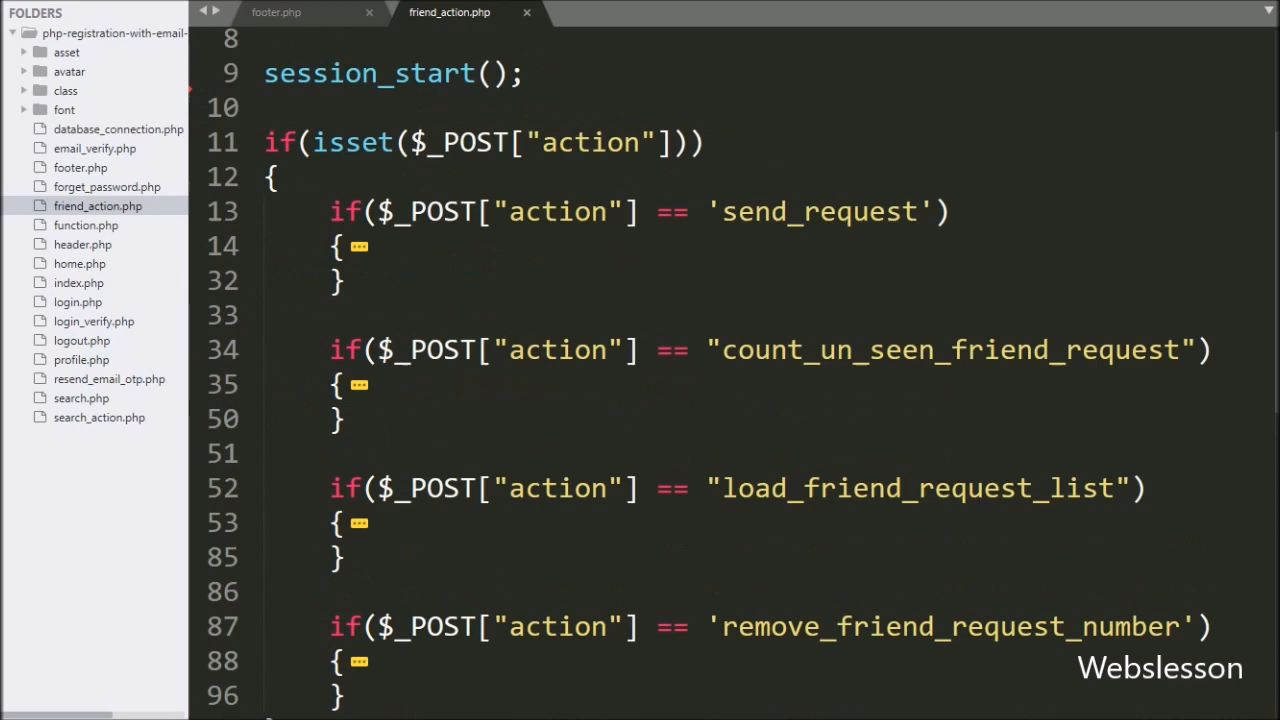 FOLDERS
php-registration-with-email-
asset
avatar
class
font
database_connection.php
email_verify.php
footer.php
forget_password.php
friend_action.php
function.php
header.php
home.php
index.php
login.php
login_verify.php
logout.php
profile.php
resend_email_otp.php
search.php
search_action.php
footer.php × friend_action.php ×
8
9 session_start();
10
11 if(isset($_POST["action"]))
12 {
13 if($_POST["action"] == 'send_request')
14 {
32 }
33
34 if($_POST["action"] == "count_un_seen_friend_request")
35 {
50 }
51
52 if($_POST["action"] == "load_friend_request_list")
53 {
85 }
86
87 if($_POST["action"] == 'remove_friend_request_number')
88 {
96 }
Webslesson